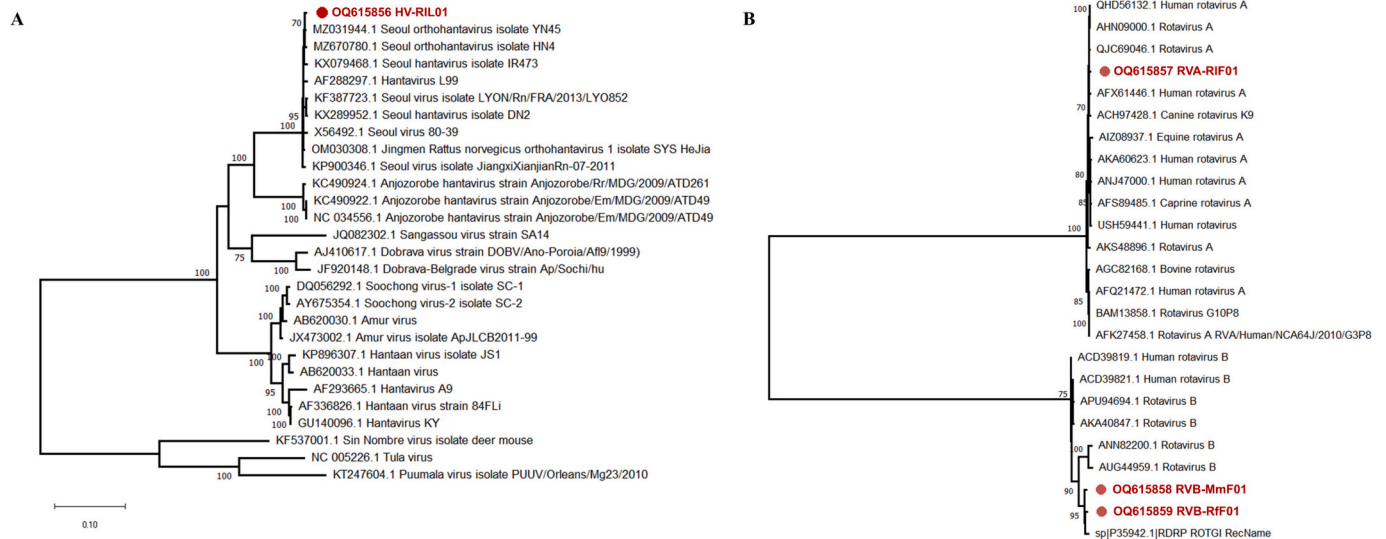 A
OQ615856 HV-RIL01
70
MZ031944.1 Seoul orthohantavirus isolate YN45
MZ670780.1 Seoul orthohantavirus isolate HN4
KX079468.1 Seoul hantavirus isolate IR473
AF288297.1 Hantavirus L99
KF387723.1 Seoul virus isolate LYON/Rn/FRA/2013/LYO852
KX289952.1 Seoul hantavirus isolate DN2
95
100
X56492.1 Seoul virus 80-39
OM030308.1 Jingmen Rattus norvegicus orthohantavirus 1 isolate SYS HeJia
100
KP900346.1 Seoul virus isolate JiangxiXianjianRn-07-2011
KC490924.1 Anjozorobe hantavirus strain Anjozorobe/Rr/MDG/2009/ATD261
KC490922.1 Anjozorobe hantavirus strain Anjozorobe/Em/MDG/2009/ATD49
100
NC 034556.1 Anjozorobe hantavirus strain Anjozorobe/Em/MDG/2009/ATD49
100
JQ082302.1 Sangassou virus strain SA14
AJ410617.1 Dobrava virus strain DOBV/Ano-Poroia/Afl9/1999)
75
JF920148.1 Dobrava-Belgrade virus strain Ap/Sochi/hu
100
100
DQ056292.1 Soochong virus-1 isolate SC-1
100
AY675354.1 Soochong virus-2 isolate SC-2
AB620030.1 Amur virus
JX473002.1 Amur virus isolate ApJLCB2011-99
KP896307.1 Hantaan virus isolate JS1
100
100
100
AB620033.1 Hantaan virus
AF293665.1 Hantavirus A9
95
AF336826.1 Hantaan virus strain 84FLi
100
GU140096.1 Hantavirus KY
100
KF537001.1 Sin Nombre virus isolate deer mouse
NC 005226.1 Tula virus
KT247604.1 Puumala virus isolate PUUV/Orleans/Mg23/2010
100
0.10
B
QHD56132.1 Human rotavirus A
100
AHN09000.1 Rotavirus A
QJC69046.1 Rotavirus A
OQ615857 RVA-RIF01
AFX61446.1 Human rotavirus A
70
ACH97428.1 Canine rotavirus K9
AIZ08937.1 Equine rotavirus A
AKA60623.1 Human rotavirus A
80
ANJ47000.1 Human rotavirus A
AFS89485.1 Caprine rotavirus A
85
USH59441.1 Human rotavirus
100
AKS48896.1 Rotavirus A
AGC82168.1 Bovine rotavirus
AFQ21472.1 Human rotavirus A
85
BAM13858.1 Rotavirus G10P8
100
AFK27458.1 Rotavirus A RVA/Human/NCA64J/2010/G3P8
ACD39819.1 Human rotavirus B
ACD39821.1 Human rotavirus B
75
APU94694.1 Rotavirus B
AKA40847.1 Rotavirus B
ANN82200.1 Rotavirus B
100
AUG44959.1 Rotavirus B
OQ615858 RVB-MmF01
90
OQ615859 RVB-RfF01
95
sp|P35942.1|RDRP ROTGI RecName